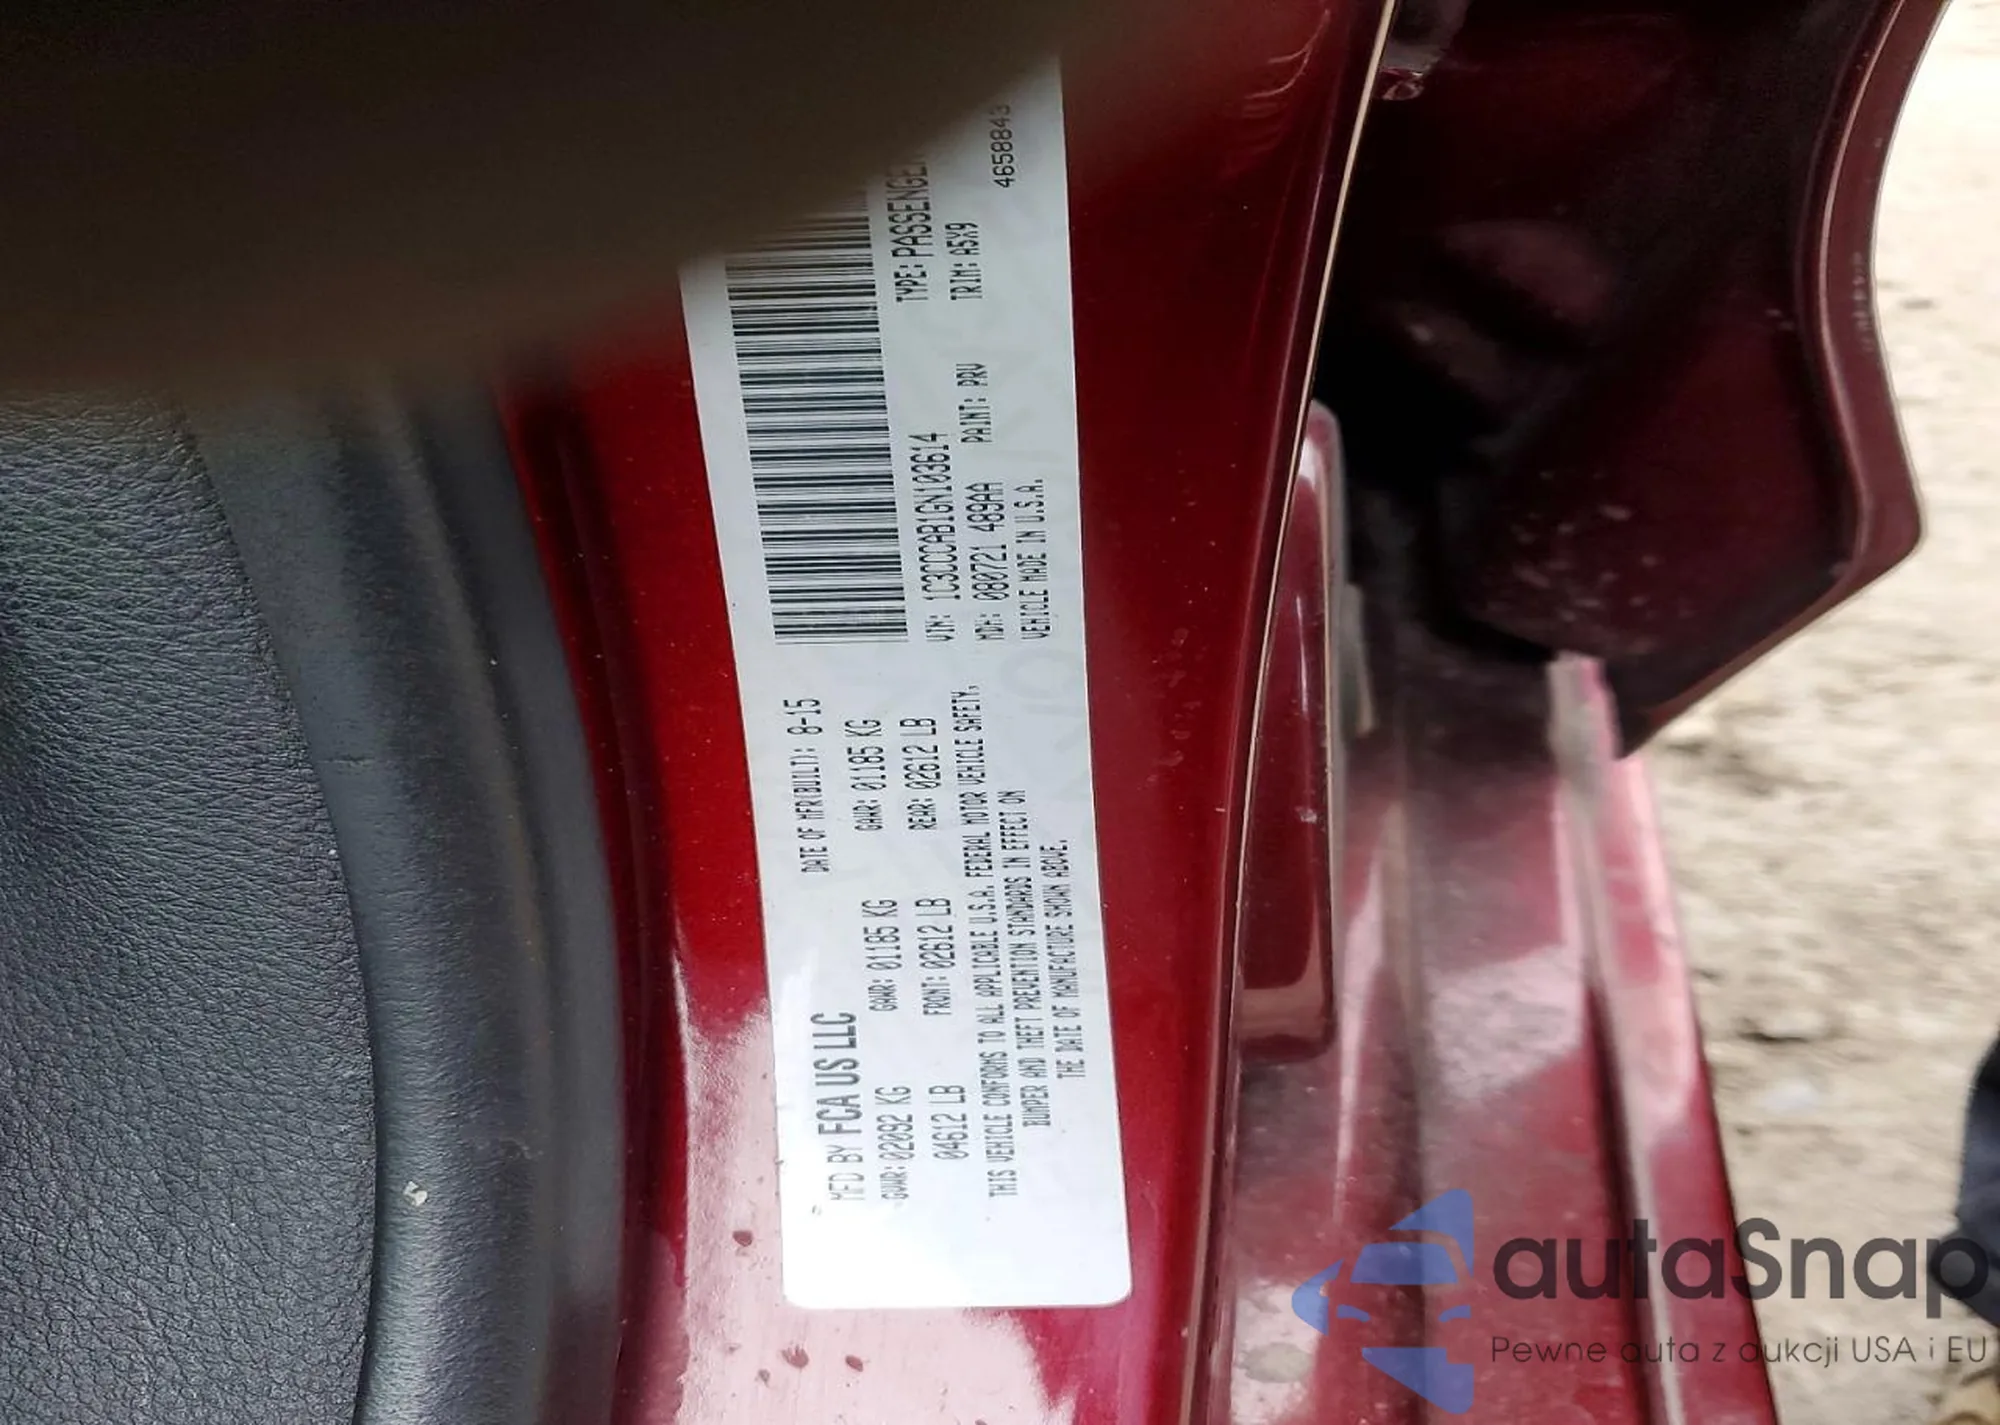 MFD BY FCA US LLC
DATE OF MFR(BUILT): 8-15
GVWR: 02092 KG
GAWR: 01185 KG
GAWR: 01185 KG
04612 LB
FRONT: 02612 LB
REAR: 02612 LB
THIS VEHICLE CONFORMS TO ALL APPLICABLE U.S.A. FEDERAL MOTOR VEHICLE SAFETY,
BUMPER AND THEFT PREVENTION STANDARDS IN EFFECT ON
THE DATE OF MANUFACTURE SHOWN ABOVE.
VIN: 1C3CCCAB1GN103614
TYPE: PASSENGER
MDH: 080721 489AA
PAINT: PRV
TRIM: A5X9
VEHICLE MADE IN U.S.A.
4658843
autaSnap
Pewne auta z aukcji USA i EU